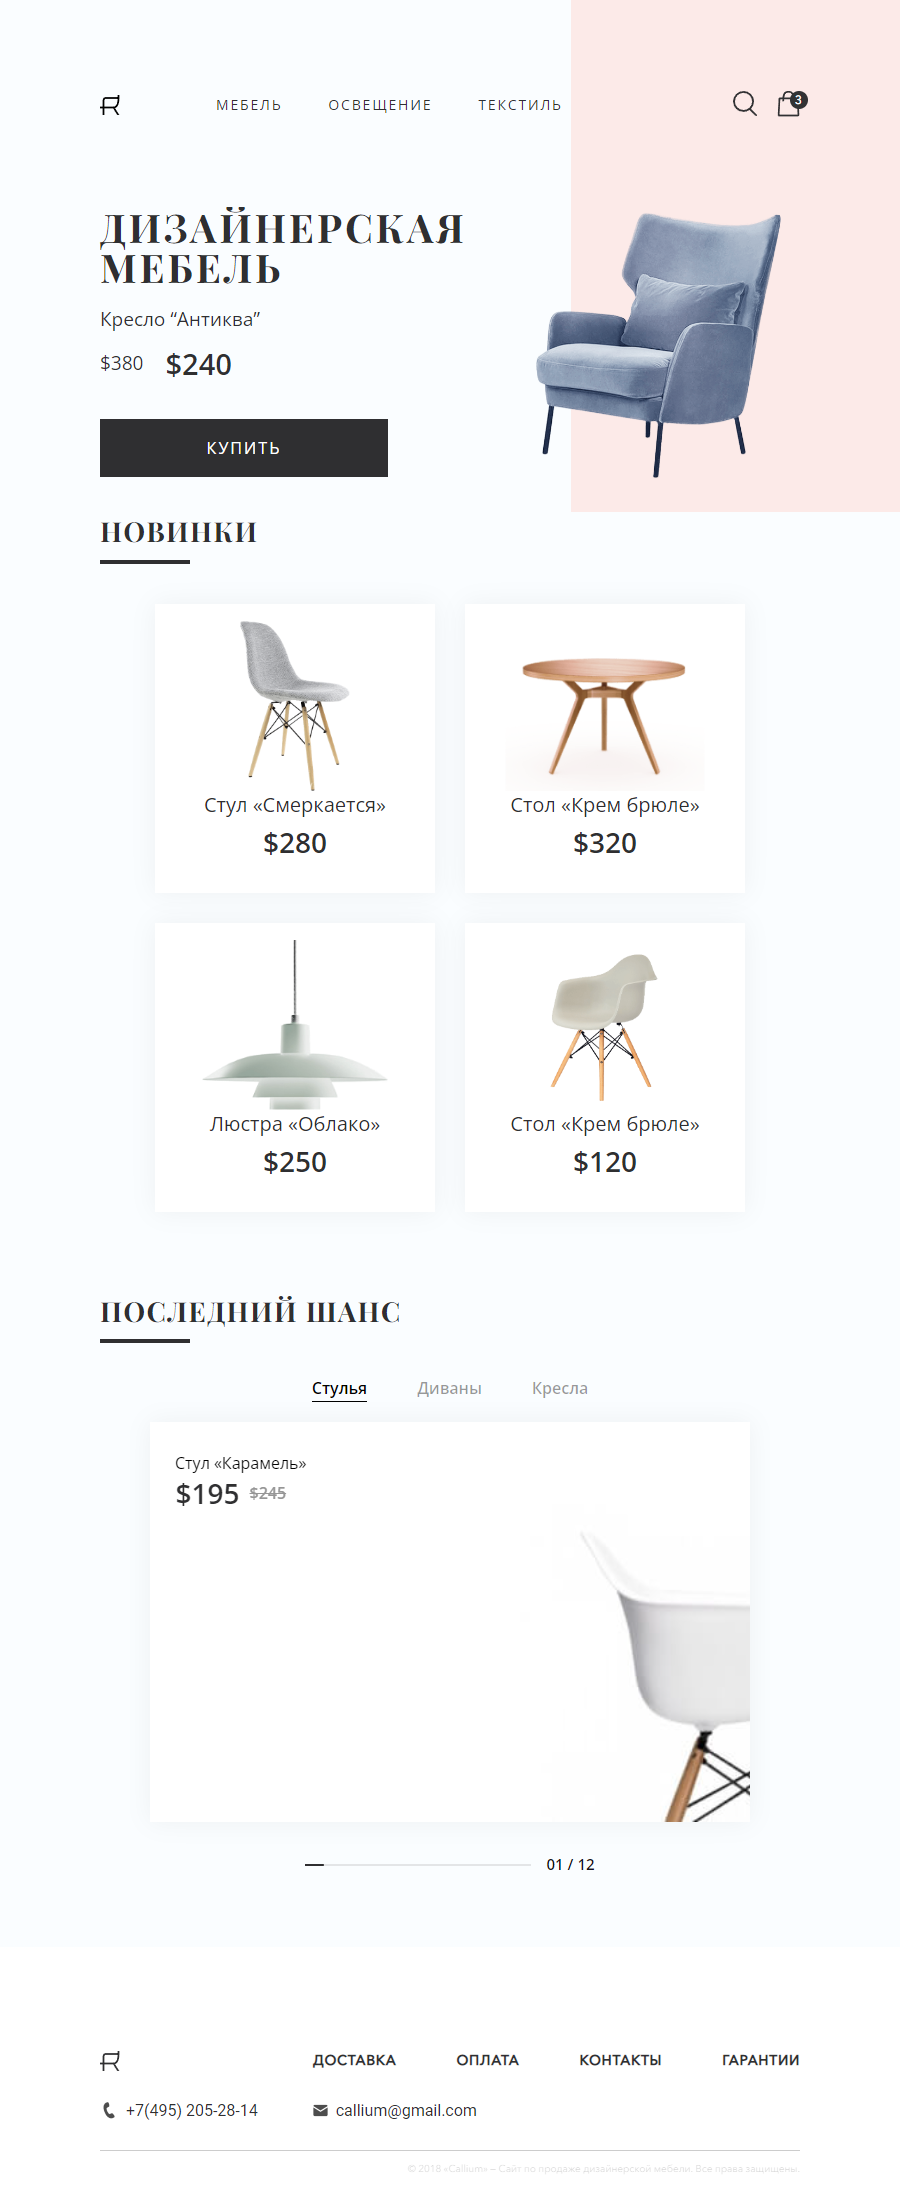 МЕБЕЛЬ ОСВЕЩЕНИЕ ТЕКСТИЛЬ
3
ДИЗАЙНЕРСКАЯ
МЕБЕЛЬ
Кресло “Антиква”
$380 $240
КУПИТЬ
НОВИНКИ
Стул «Смеркается»
$280
Стол «Крем брюле»
$320
Люстра «Облако»
$250
Стол «Крем брюле»
$120
ПОСЛЕДНИЙ ШАНС
Стулья Диваны Кресла
Стул «Карамель»
$195 $245
01 / 12
ДОСТАВКА ОПЛАТА КОНТАКТЫ ГАРАНТИИ
+7(495) 205-28-14 callium@gmail.com
© 2018 «Callium» – Сайт по продаже дизайнерской мебели. Все права защищены.